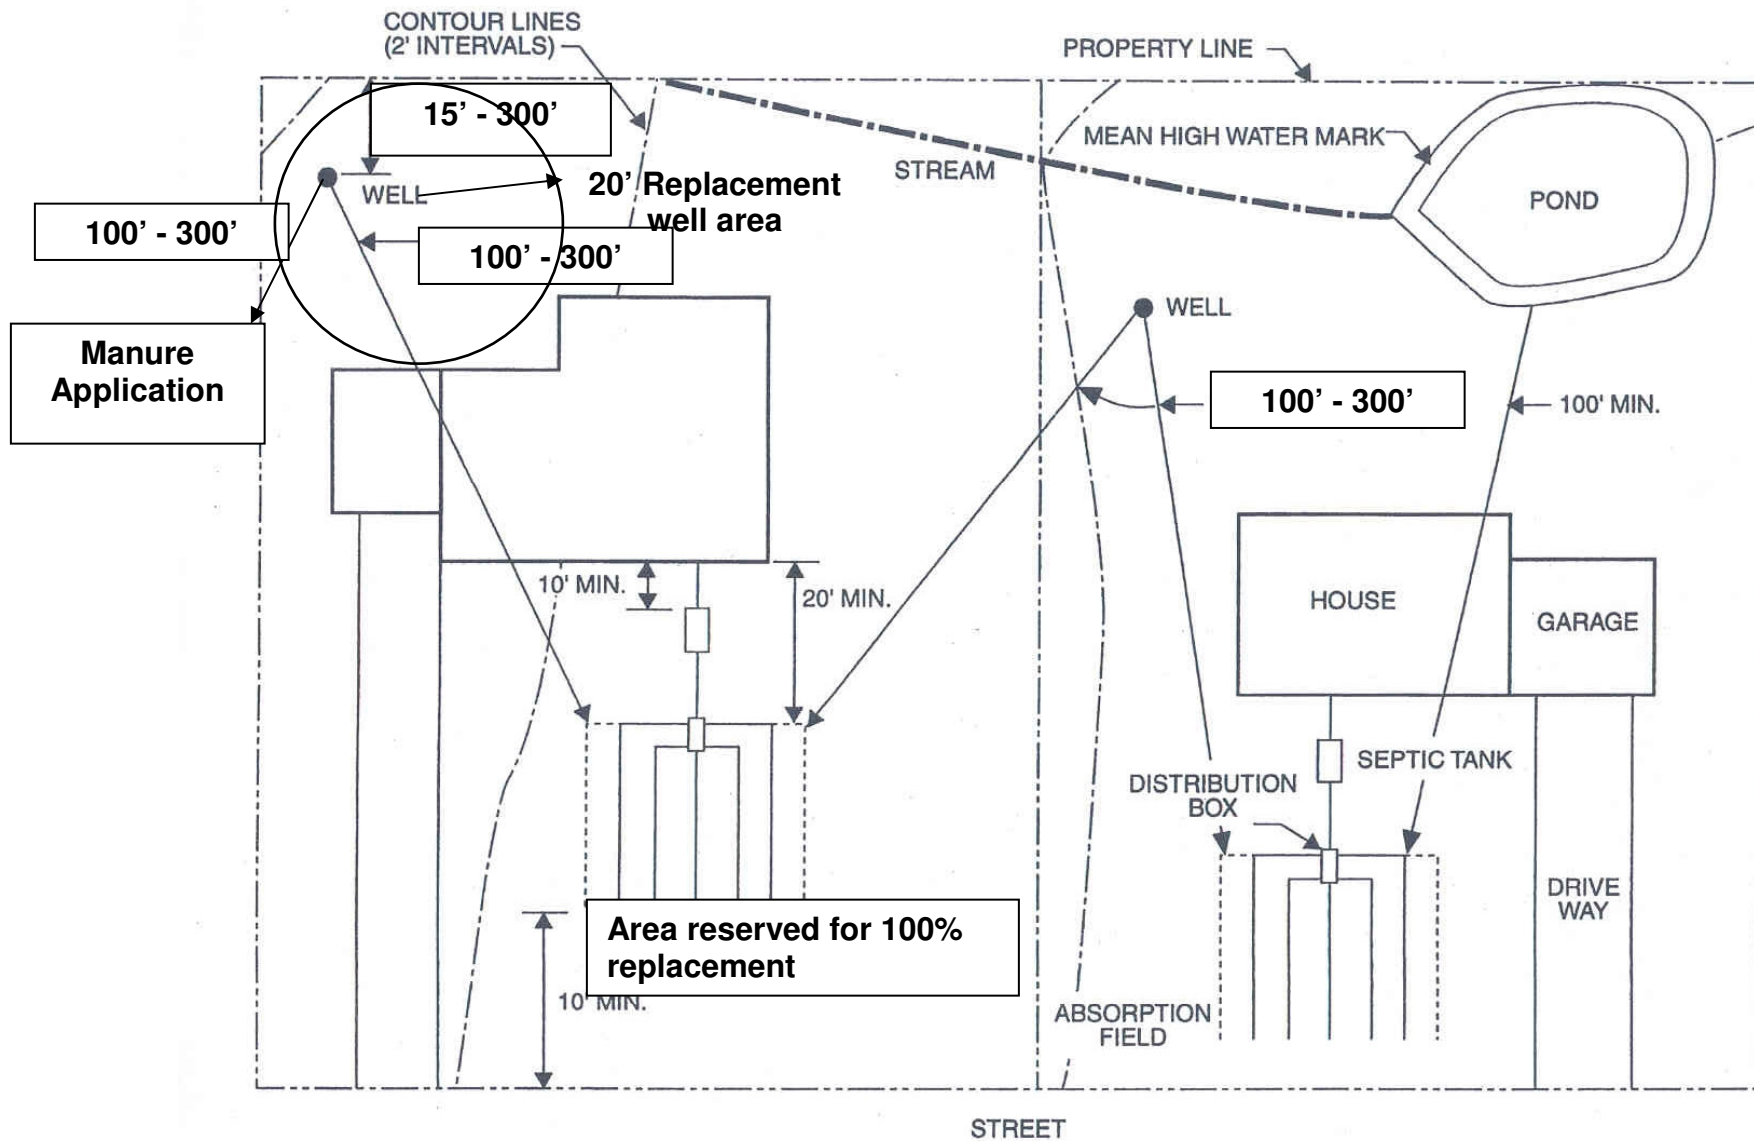 CONTOUR LINES
(2' INTERVALS)
PROPERTY LINE
15’ - 300’
MEAN HIGH WATER MARK
STREAM
WELL
20’ Replacement
well area
POND
100’ - 300’
100’ - 300’
WELL
Manure
Application
100’ - 300’
100' MIN.
10' MIN.
20' MIN.
HOUSE
GARAGE
SEPTIC TANK
DISTRIBUTION
BOX
DRIVE
WAY
Area reserved for 100%
replacement
10' MIN.
ABSORPTION
FIELD
STREET